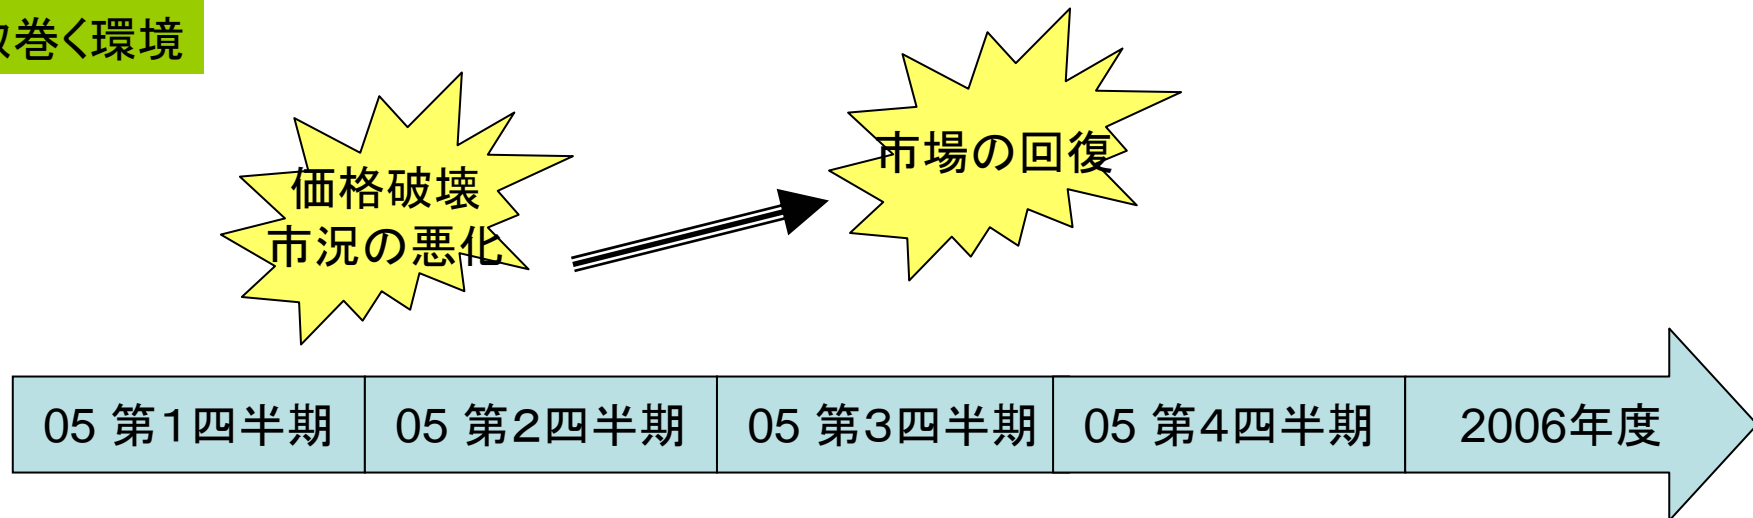 取巻く環境
価格破壊
市況の悪化
市場の回復
05 第１四半期
05 第２四半期
05 第３四半期
05 第４四半期
2006年度